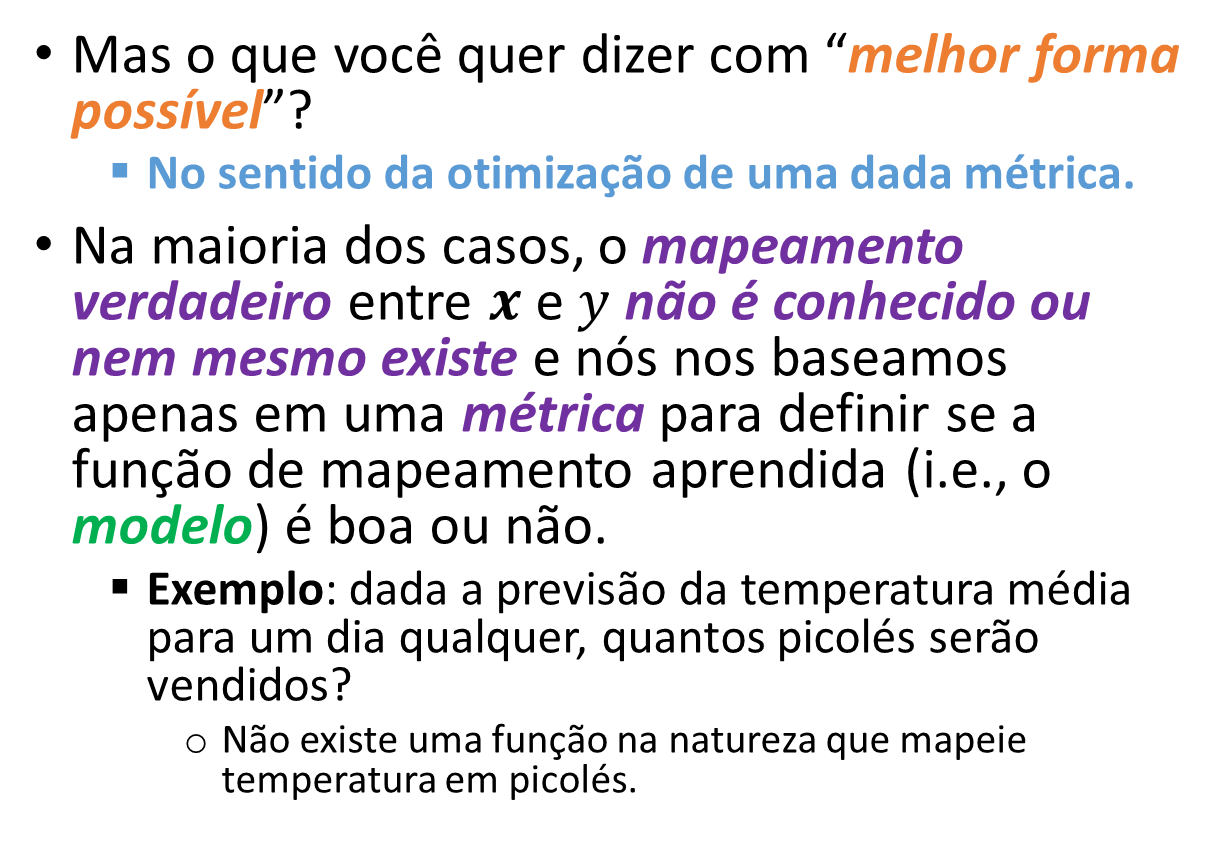 • Mas o que você quer dizer com “melhor forma
possível”?
▪ No sentido da otimização de uma dada métrica.
• Na maioria dos casos, o mapeamento
verdadeiro entre x e y não é conhecido ou
nem mesmo existe e nós nos baseamos
apenas em uma métrica para definir se a
função de mapeamento aprendida (i.e., o
modelo) é boa ou não.
▪ Exemplo: dada a previsão da temperatura média
para um dia qualquer, quantos picolés serão
vendidos?
o Não existe uma função na natureza que mapeie
temperatura em picolés.